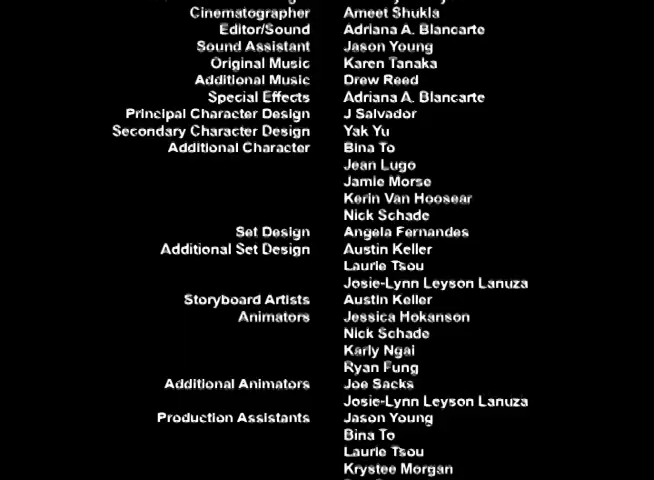 Cinematographer Ameet Shukla
Editor/Sound Adriana A. Blancarte
Sound Assistant Jason Young
Original Music Karen Tanaka
Additional Music Drew Reed
Special Effects Adriana A. Blancarte
Principal Character Design J Salvador
Secondary Character Design Yak Yu
Additional Character Bina To
Jean Lugo
Jamie Morse
Kerin Van Hoosear
Nick Schade
Set Design Angela Fernandes
Additional Set Design Austin Keller
Laurie Tsou
Josie-Lynn Leyson Lanuza
Storyboard Artists Austin Keller
Animators Jessica Hokanson
Nick Schade
Karly Ngai
Ryan Fung
Additional Animators Joe Sacks
Josie-Lynn Leyson Lanuza
Production Assistants Jason Young
Bina To
Laurie Tsou
Krystee Morgan